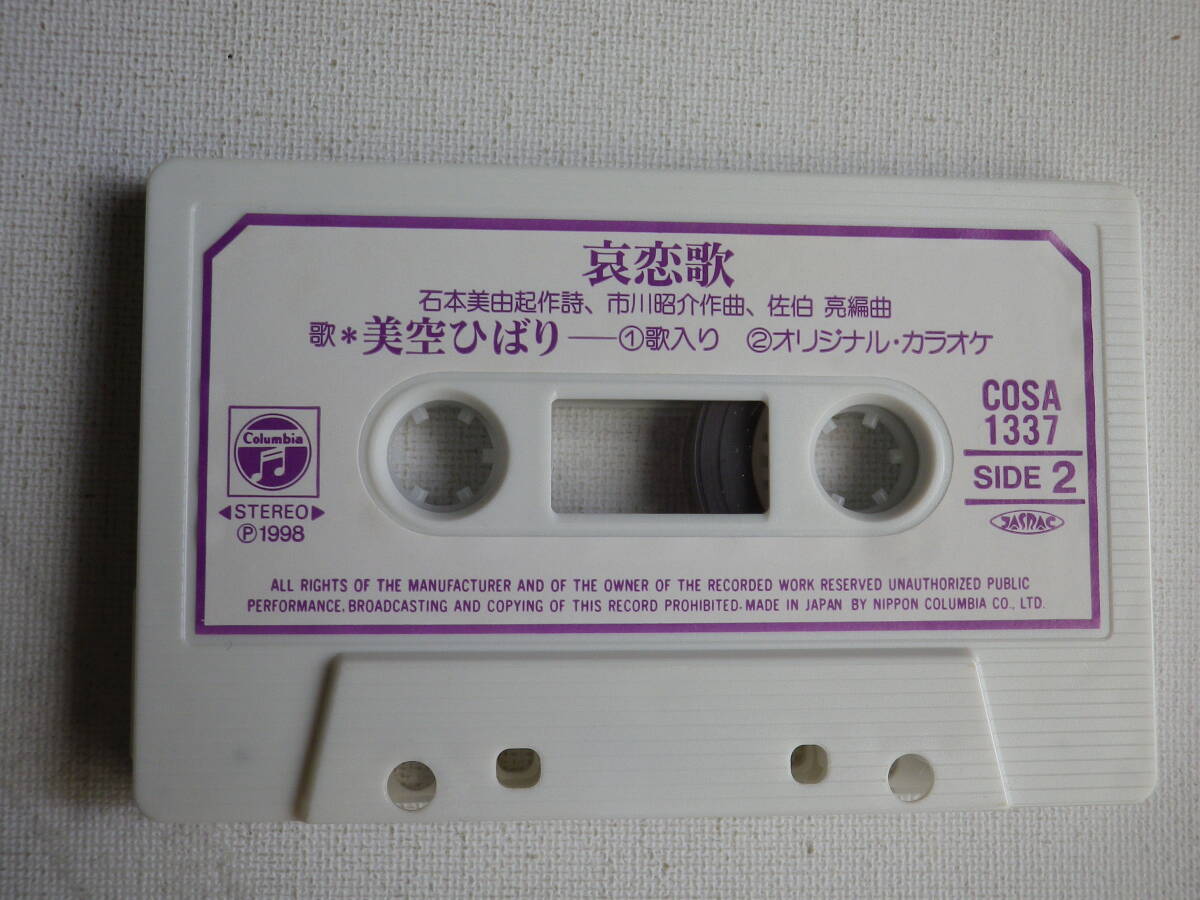 哀恋歌
石本美由起作詩、市川昭介作曲、佐伯 亮編曲
歌*美空ひばり——①歌入り ②オリジナル・カラオケ
COSA
1337
SIDE 2
JASRAC
Columbia
◀STEREO▶
Ⓟ1998
ALL RIGHTS OF THE MANUFACTURER AND OF THE OWNER OF THE RECORDED WORK RESERVED UNAUTHORIZED PUBLIC
PERFORMANCE. BROADCASTING AND COPYING OF THIS RECORD PROHIBITED. MADE IN JAPAN BY NIPPON COLUMBIA CO., LTD.